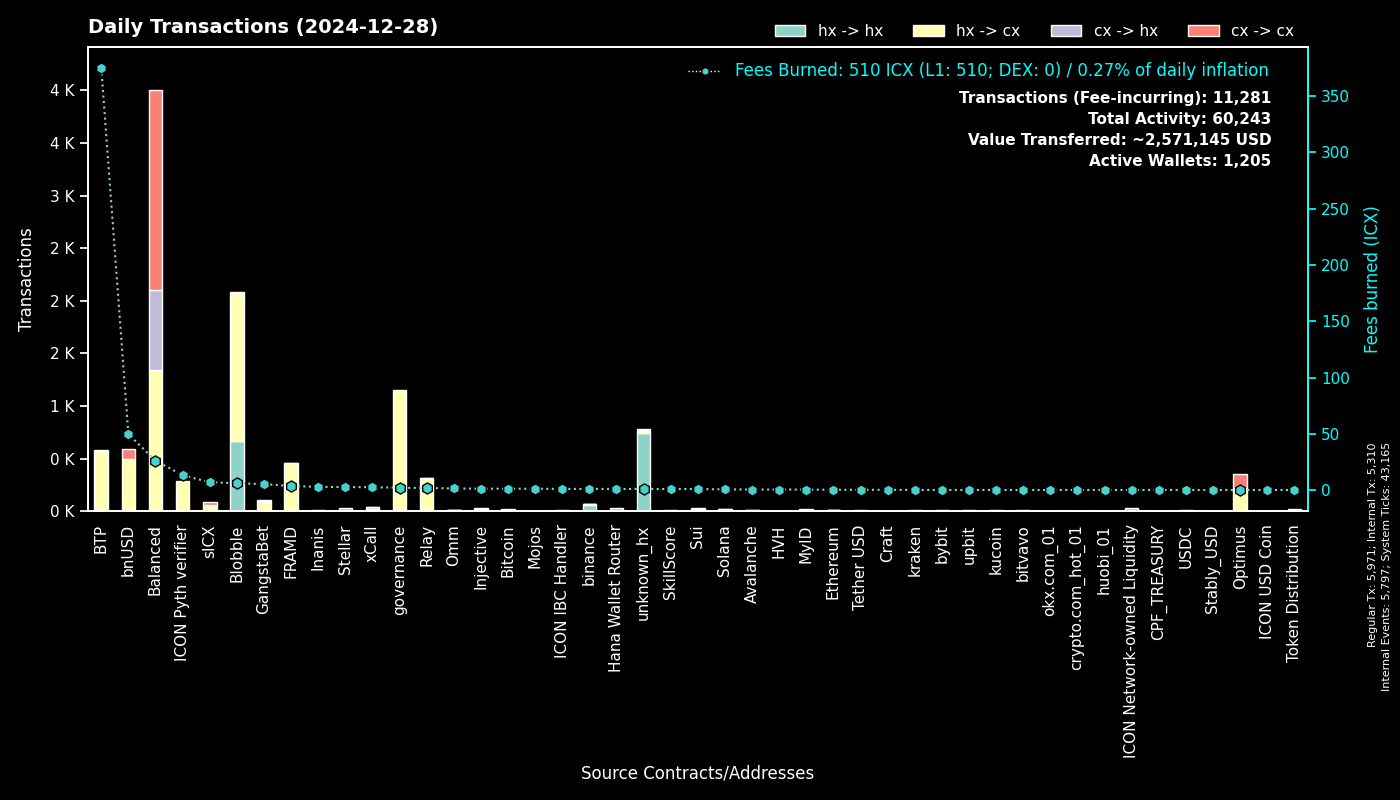 Daily Transactions (2024-12-28)
hx -> hx
hx -> cx
cx -> hx
cx -> cx
Fees Burned: 510 ICX (L1: 510; DEX: 0) / 0.27% of daily inflation
Transactions (Fee-incurring): 11,281
Total Activity: 60,243
Value Transferred: ~2,571,145 USD
Active Wallets: 1,205
Transactions
4 K
4 K
3 K
2 K
2 K
2 K
1 K
0 K
0 K
350
300
250
200
150
100
50
0
Fees burned (ICX)
BTP
bnUSD
Balanced
ICON Pyth verifier
sICX
Blobble
GangstaBet
FRAMD
Inanis
Stellar
xCall
governance
Relay
Omm
Injective
Bitcoin
Mojos
ICON IBC Handler
binance
Hana Wallet Router
unknown_hx
SkillScore
Sui
Solana
Avalanche
HVH
MyID
Ethereum
Tether USD
Craft
kraken
bybit
upbit
kucoin
bitvavo
okx.com_01
crypto.com_hot_01
huobi_01
ICON Network-owned Liquidity
CPF_TREASURY
USDC
Stably_USD
Optimus
ICON USD Coin
Token Distribution
Source Contracts/Addresses
Regular Tx: 5,971; Internal Tx: 5,310
Internal Events: 5,797; System Ticks: 43,165